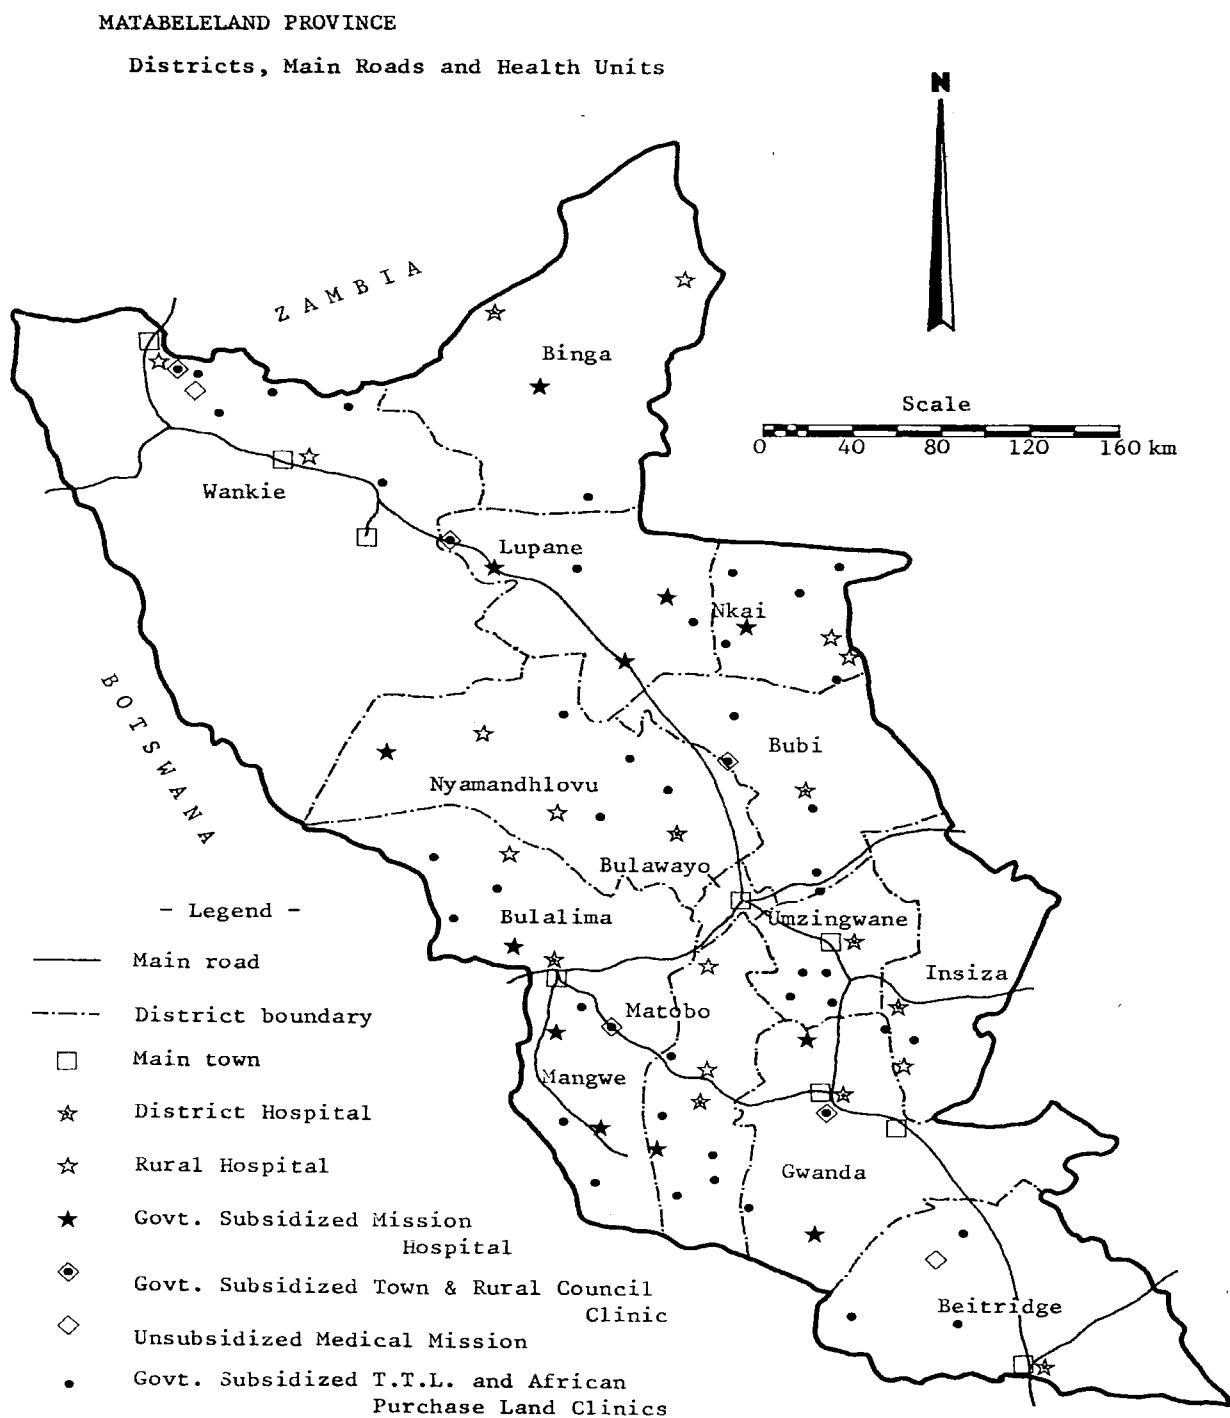 MATABELELAND PROVINCE
Districts, Main Roads and Health Units
N
ZAMBIA
Binga
Scale
0 40 80 120 160 km
Wankie
Lupane
Nkai
BOTSWANA
Bubi
Nyamandhlovu
Bulawayo
- Legend -
Bulalima
Umzingwane
Main road
Insiza
District boundary
Matobo
Main town
Mangwe
District Hospital
Rural Hospital
Gwanda
Govt. Subsidized Mission
Hospital
Govt. Subsidized Town & Rural Council
Clinic
Beitridge
Unsubsidized Medical Mission
Govt. Subsidized T.T.L. and African
Purchase Land Clinics